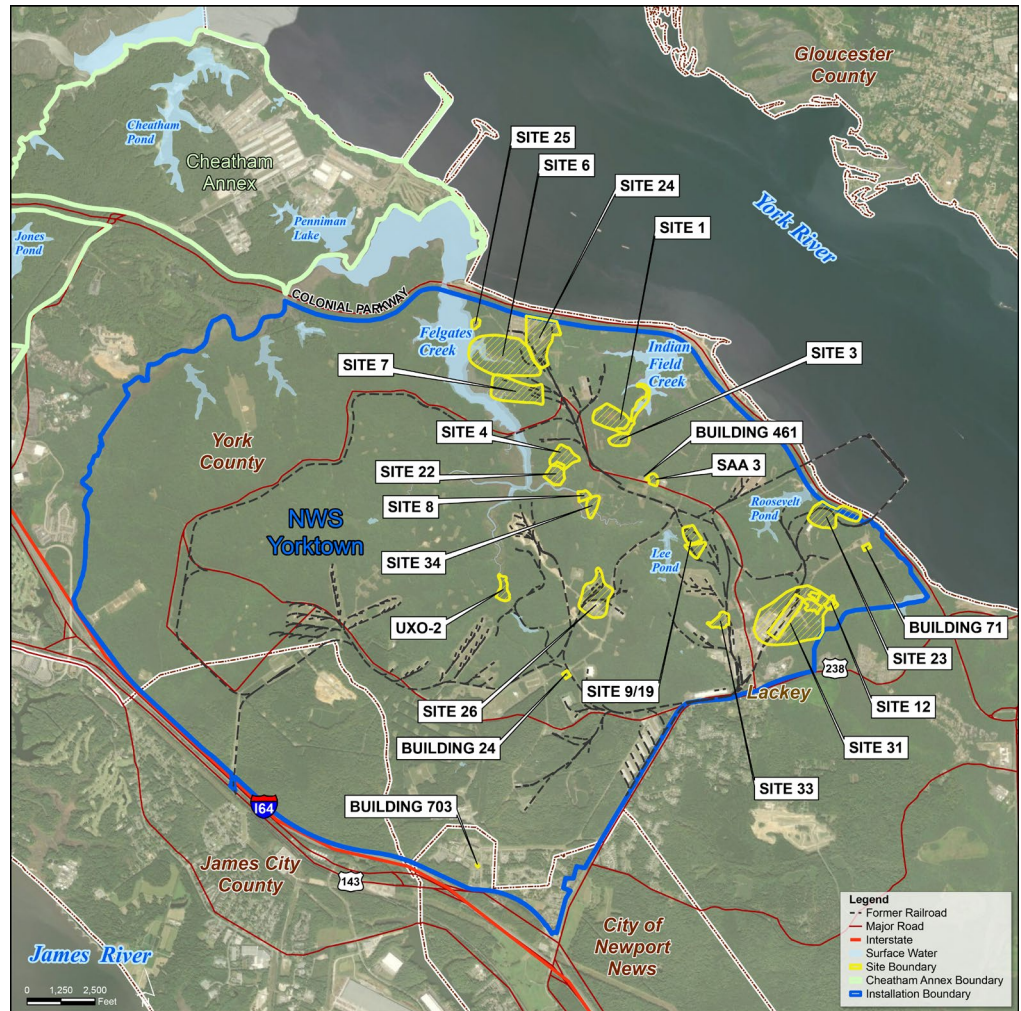 Gloucester
County
SITE 25
SITE 6
SITE 24
SITE 1
Cheatham
Pond
Cheatham
Annex
Penniman
Lake
Jones
Pond
York River
COLONIAL PARKWAY
Felgates
Creek
Indian
Field
Creek
SITE 3
SITE 7
York
County
SITE 4
BUILDING 461
SITE 22
SAA 3
SITE 8
Roosevelt
Pond
NWS
Yorktown
SITE 34
Lee
Pond
UXO-2
BUILDING 71
SITE 23
238
SITE 9/19
Lackey
SITE 12
SITE 26
SITE 31
BUILDING 24
SITE 33
BUILDING 703
I64
James City
County
143
City of
Newport
News
James River
0 1,250 2,500
Feet
N
Legend
Former Railroad
Major Road
Interstate
Surface Water
Site Boundary
Cheatham Annex Boundary
Installation Boundary